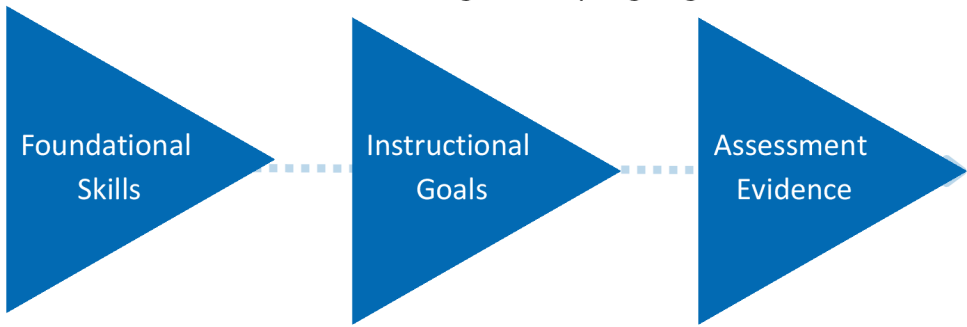 Foundational
Skills
Instructional
Goals
Assessment
Evidence